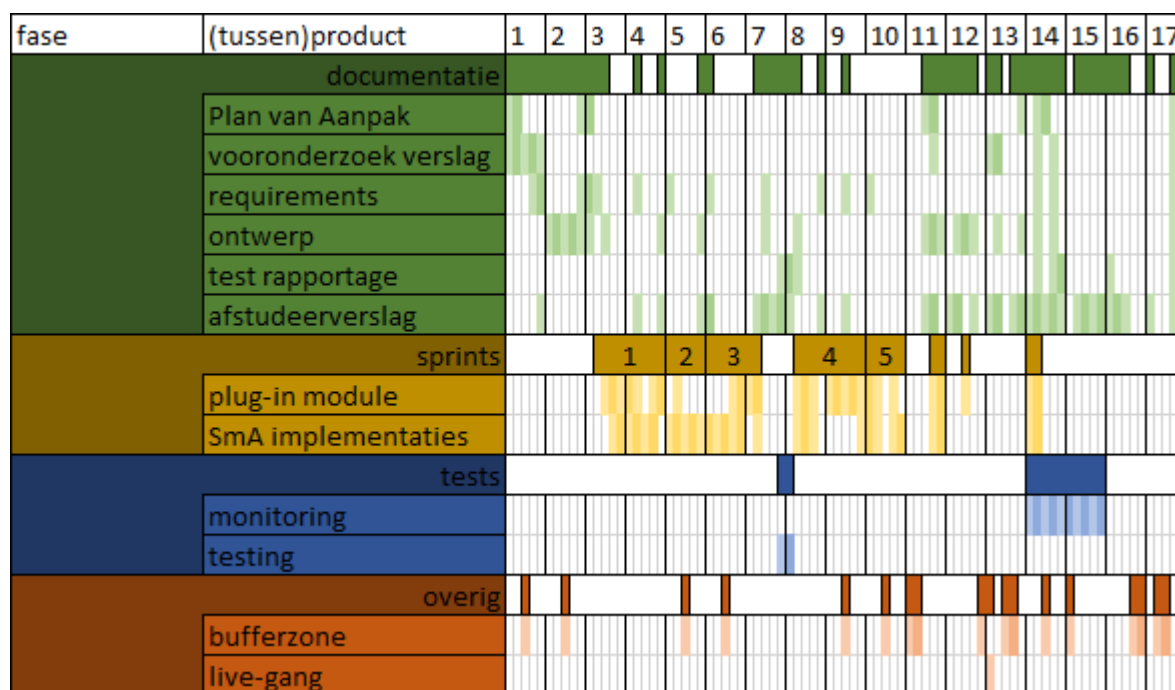 fase (tussen)product 1 2 3 4 5 6 7 8 9 10 11 12 13 14 15 16 17
documentatie
Plan van Aanpak
vooronderzoek verslag
requirements
ontwerp
test rapportage
afstudeerverslag
sprints 1 2 3 4 5
plug-in module
SmA implementaties
tests
monitoring
testing
overig
bufferzone
live-gang